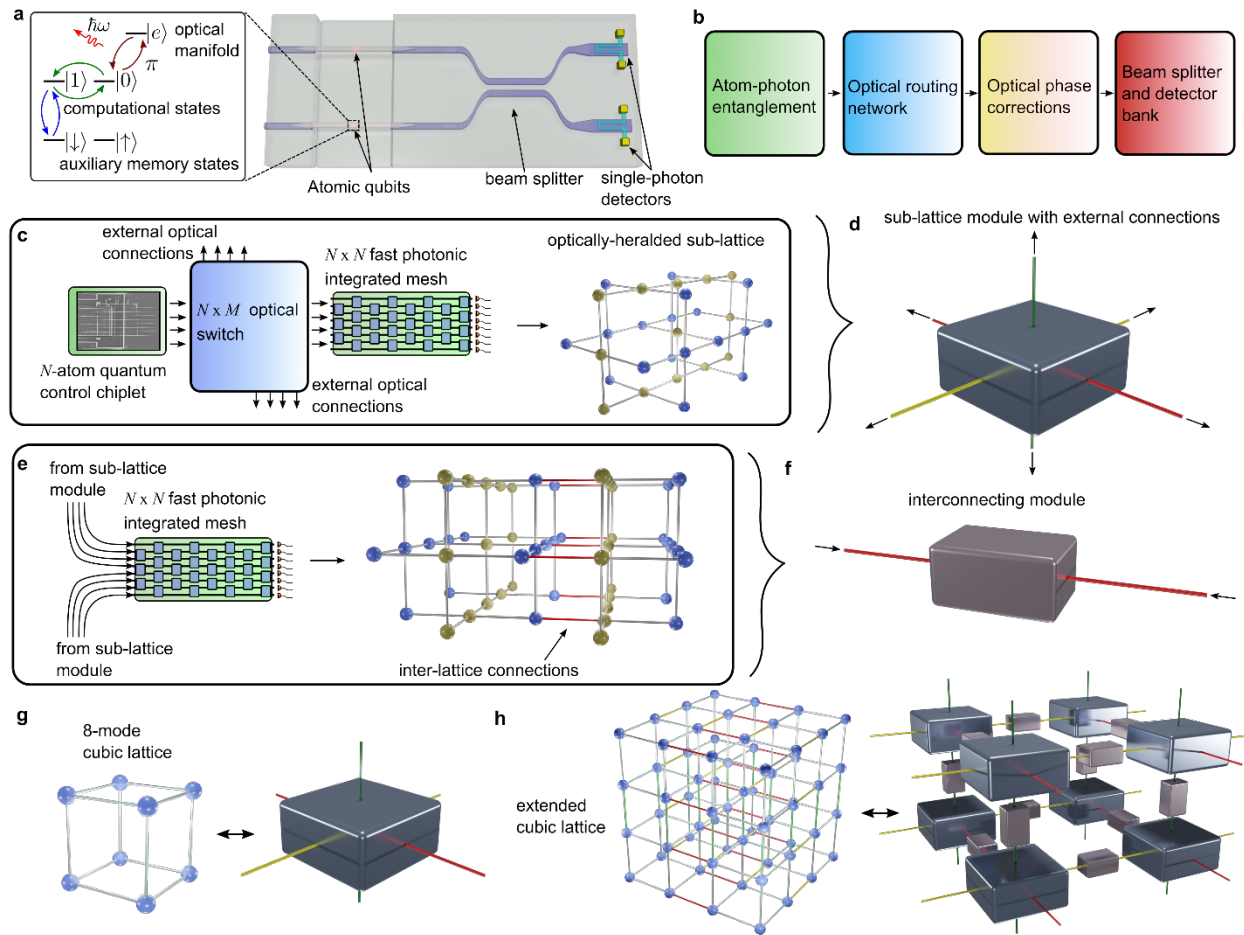 a
ħω
|e⟩
optical
manifold
π
|1⟩
|0⟩
computational states
|↓⟩
|↑⟩
auxiliary memory states
Atomic qubits
beam splitter
single-photon
detectors
b
Atom-photon
entanglement
Optical routing
network
Optical phase
corrections
Beam splitter
and detector
bank
c
external optical
connections
N-atom quantum
control chiplet
N x M optical
switch
external optical
connections
N x N fast photonic
integrated mesh
optically-heralded sub-lattice
d
sub-lattice module with external connections
e
from sub-lattice
module
N x N fast photonic
integrated mesh
from sub-lattice
module
inter-lattice connections
f
interconnecting module
g
8-mode
cubic lattice
h
extended
cubic lattice